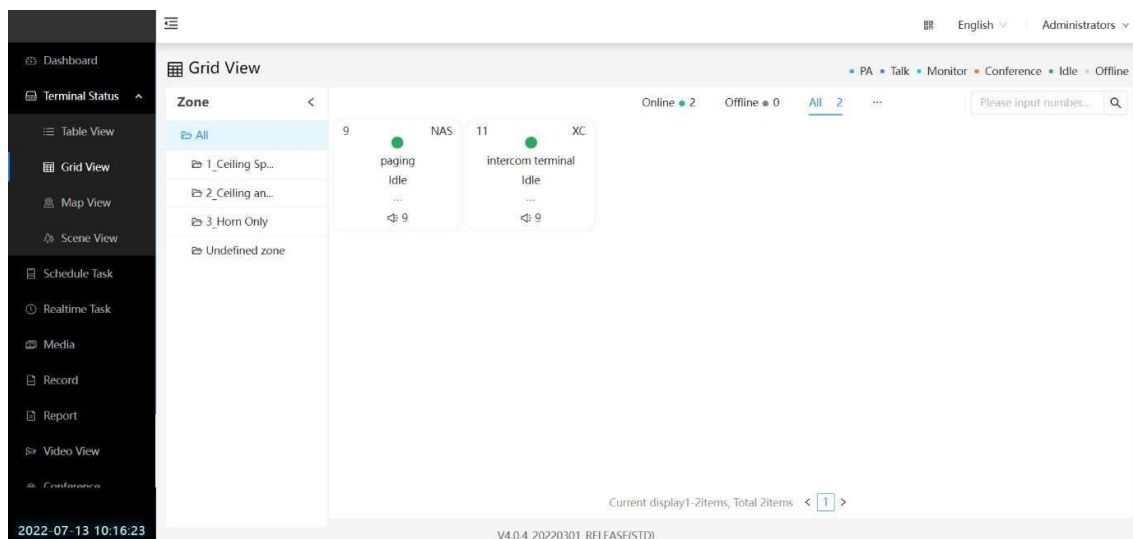 English
Administrators
Dashboard
Terminal Status
Table View
Grid View
Map View
Scene View
Schedule Task
Realtime Task
Media
Record
Report
Video View
Conference
2022-07-13 10:16:23
Grid View
PA
Talk
Monitor
Conference
Idle
Offline
Zone
<
All
1_Ceiling Sp...
2_Ceiling an...
3_Horn Only
Undefined zone
Online 2
Offline 0
All 2
...
Please input number...
9 NAS
paging
Idle
...
9
11 XC
intercom terminal
Idle
...
9
Current display1-2items, Total 2items < 1 >
V4.0.4_20220301_RELEASE(STD)